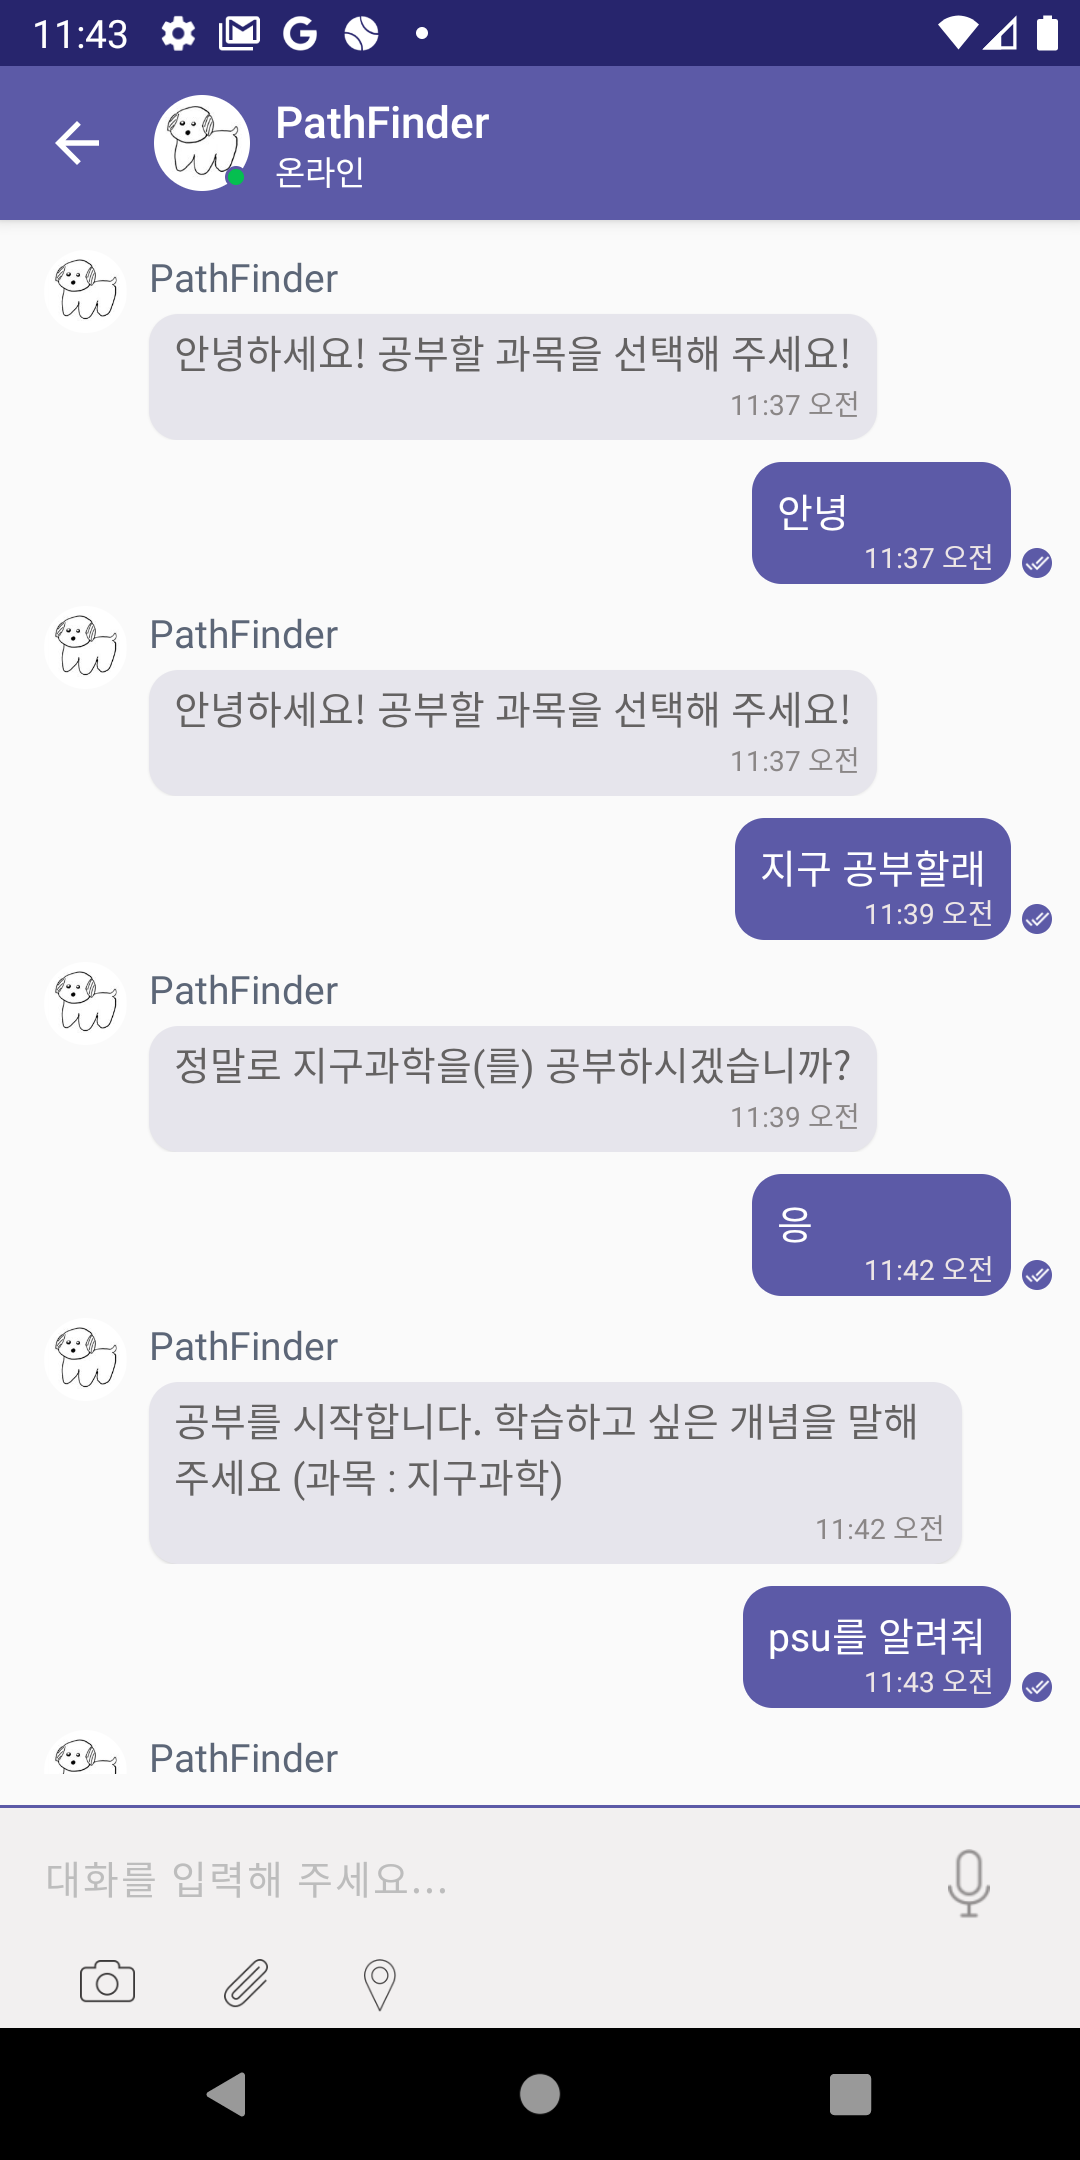 11:43
PathFinder
온라인
PathFinder
안녕하세요! 공부할 과목을 선택해 주세요!
11:37 오전
안녕
11:37 오전
PathFinder
안녕하세요! 공부할 과목을 선택해 주세요!
11:37 오전
지구 공부할래
11:39 오전
PathFinder
정말로 지구과학을(를) 공부하시겠습니까?
11:39 오전
응
11:42 오전
PathFinder
공부를 시작합니다. 학습하고 싶은 개념을 말해
주세요 (과목 : 지구과학)
11:42 오전
psu를 알려줘
11:43 오전
PathFinder
대화를 입력해 주세요...